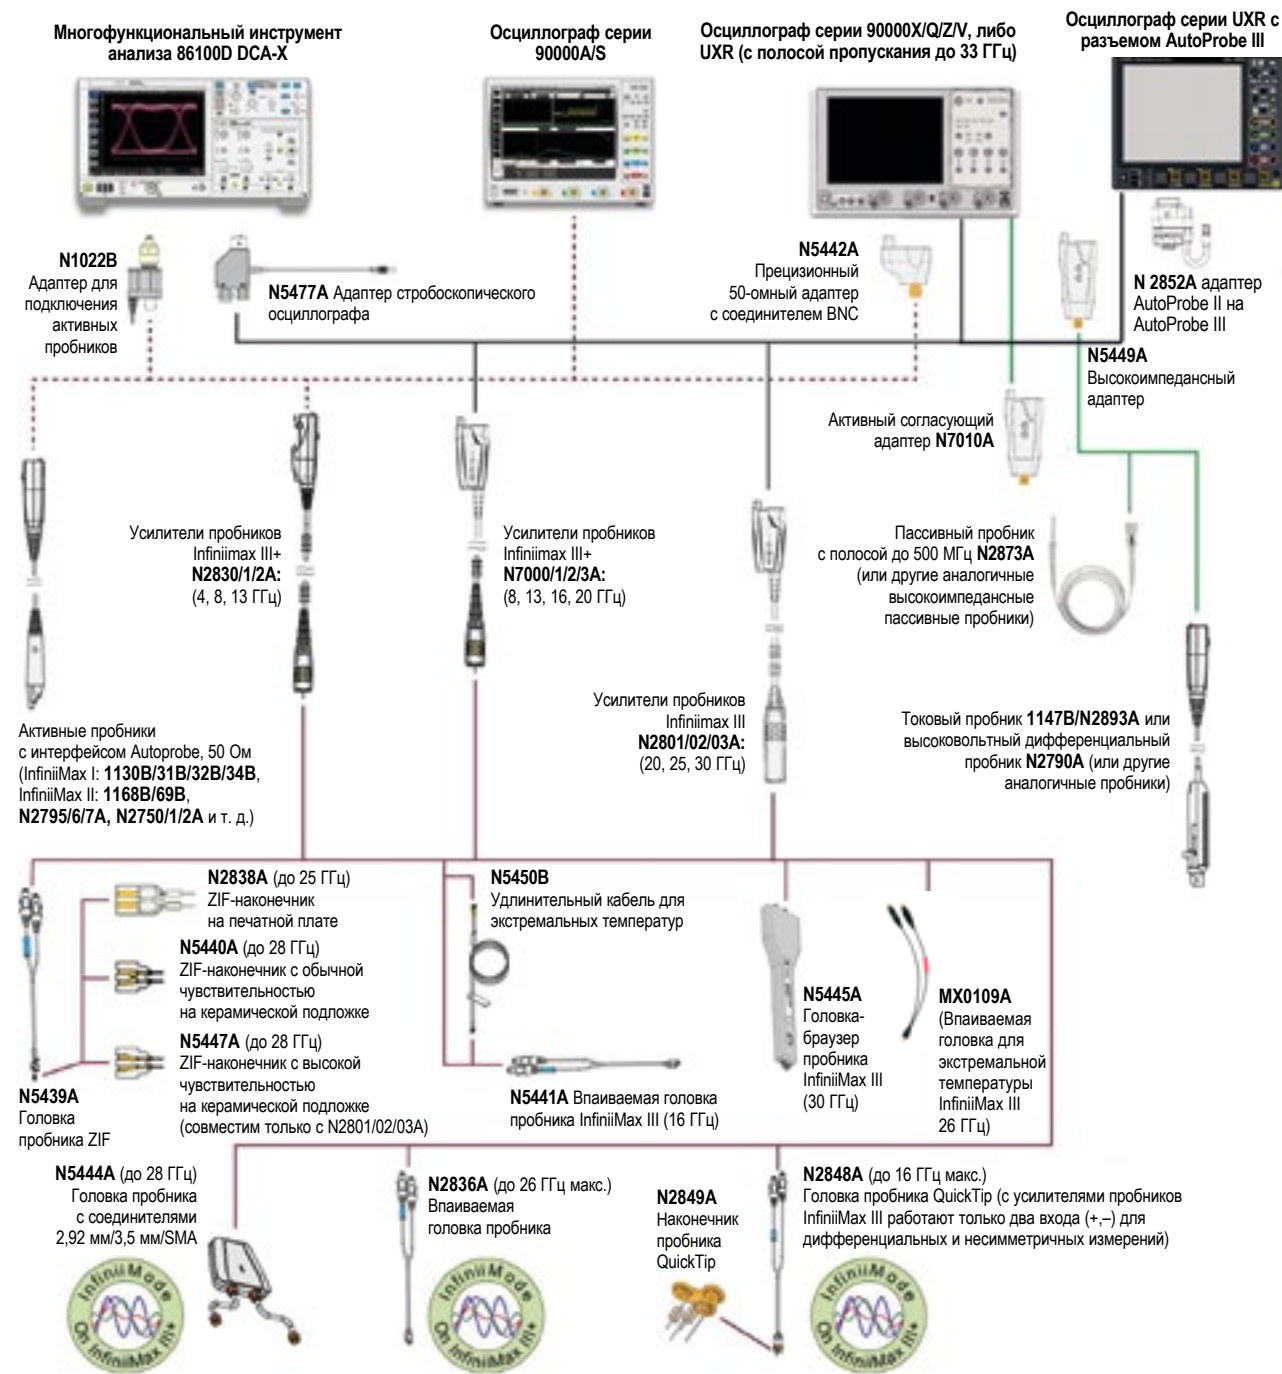 Многофункциональный инструмент
анализа 86100D DCA-X
Осциллограф серии
90000A/S
Осциллограф серии 90000X/Q/Z/V, либо
UXR (с полосой пропускания до 33 ГГц)
Осциллограф серии UXR с
разъемом AutoProbe III
N1022B
Адаптер для
подключения
активных
пробников
N5477A Адаптер стробоскопического
осциллографа
N5442A
Прецизионный
50-омный адаптер
с соединителем BNC
N 2852A адаптер
AutoProbe II на
AutoProbe III
N5449A
Высокоимпедансный
адаптер
Активный согласующий
адаптер N7010A
Усилители пробников
Infiniimax III+
N2830/1/2A:
(4, 8, 13 ГГц)
Усилители пробников
Infiniimax III+
N7000/1/2/3A:
(8, 13, 16, 20 ГГц)
Пассивный пробник
с полосой до 500 МГц N2873A
(или другие аналогичные
высокоимпедансные
пассивные пробники)
Усилители пробников
Infiniimax III
N2801/02/03A:
(20, 25, 30 ГГц)
Токовый пробник 1147B/N2893A или
высоковольтный дифференциальный
пробник N2790A (или другие
аналогичные пробники)
Активные пробники
с интерфейсом Autoprobe, 50 Ом
(InfiniiMax I: 1130B/31B/32B/34B,
InfiniiMax II: 1168B/69B,
N2795/6/7A, N2750/1/2A и т. д.)
N2838A (до 25 ГГц)
ZIF-наконечник
на печатной плате
N5440A (до 28 ГГц)
ZIF-наконечник с обычной
чувствительностью
на керамической подложке
N5447A (до 28 ГГц)
ZIF-наконечник с высокой
чувствительностью
на керамической подложке
(совместим только с N2801/02/03A)
N5439A
Головка
пробника ZIF
N5450B
Удлинительный кабель для
экстремальных температур
N5441A Впаиваемая головка
пробника InfiniiMax III (16 ГГц)
N5445A
Головка-
браузер
пробника
InfiniiMax III
(30 ГГц)
MX0109A
(Впаиваемая
головка для
экстремальной
температуры
InfiniiMax III
26 ГГц)
N5444A (до 28 ГГц)
Головка пробника
с соединителями
2,92 мм/3,5 мм/SMA
N2836A (до 26 ГГц макс.)
Впаиваемая
головка пробника
N2849A
Наконечник
пробника
QuickTip
N2848A (до 16 ГГц макс.)
Головка пробника QuickTip (с усилителями пробников
InfiniiMax III работают только два входа (+,–) для
дифференциальных и несимметричных измерений)
InfiniiMode
On InfiniiMax III+
InfiniiMode
On InfiniiMax III+
InfiniiMode
On InfiniiMax III+